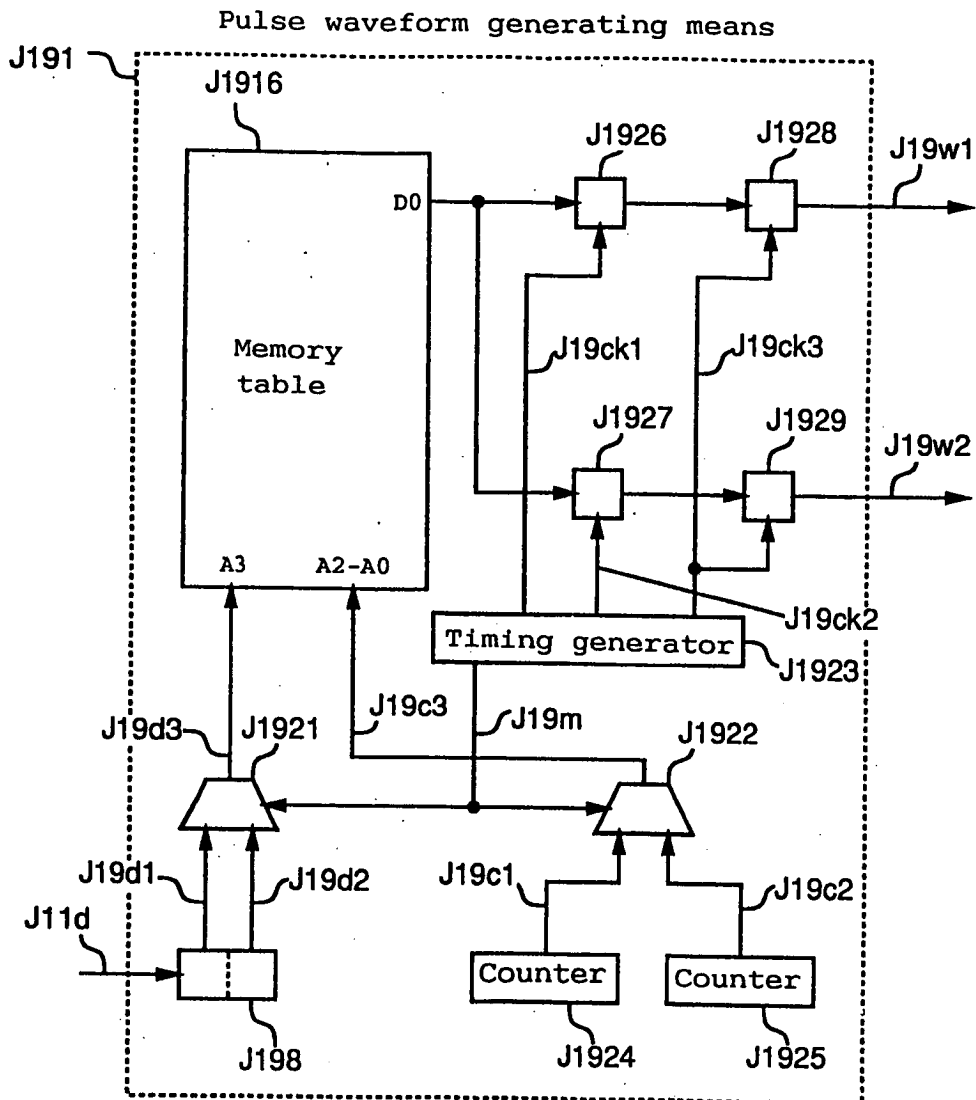 Pulse waveform generating means
J191
J1916
J1926
J1928
J19w1
D0
Memory
table
J19ck1
J19ck3
J1927
J1929
J19w2
A3
A2-A0
J19ck2
Timing generator
J1923
J19d3
J1921
J19c3
J19m
J1922
J19d1
J19d2
J19c1
J19c2
J11d
Counter
Counter
J198
J1924
J1925